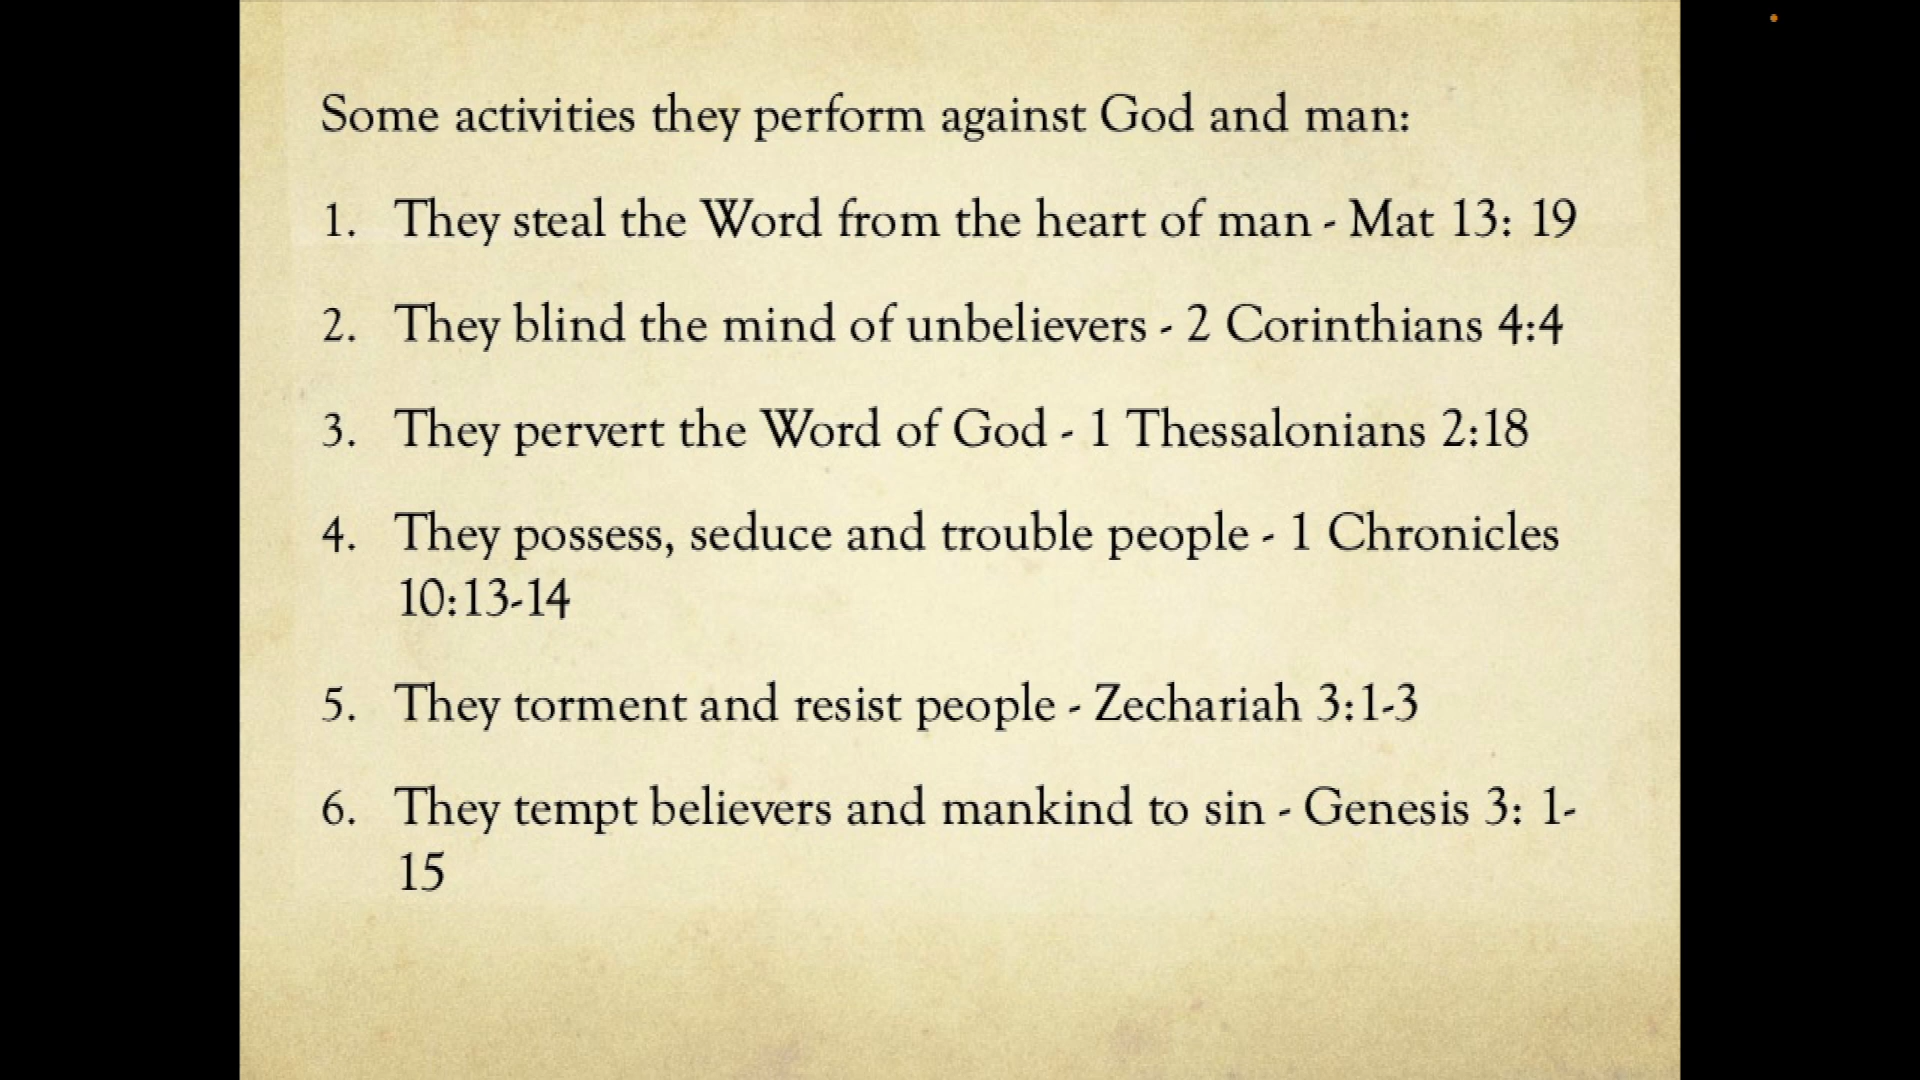 Some activities they perform against God and man:
1. They steal the Word from the heart of man - Mat 13: 19
2. They blind the mind of unbelievers - 2 Corinthians 4:4
3. They pervert the Word of God - 1 Thessalonians 2:18
4. They possess, seduce and trouble people - 1 Chronicles
10:13-14
5. They torment and resist people - Zechariah 3:1-3
6. They tempt believers and mankind to sin - Genesis 3: 1-
15